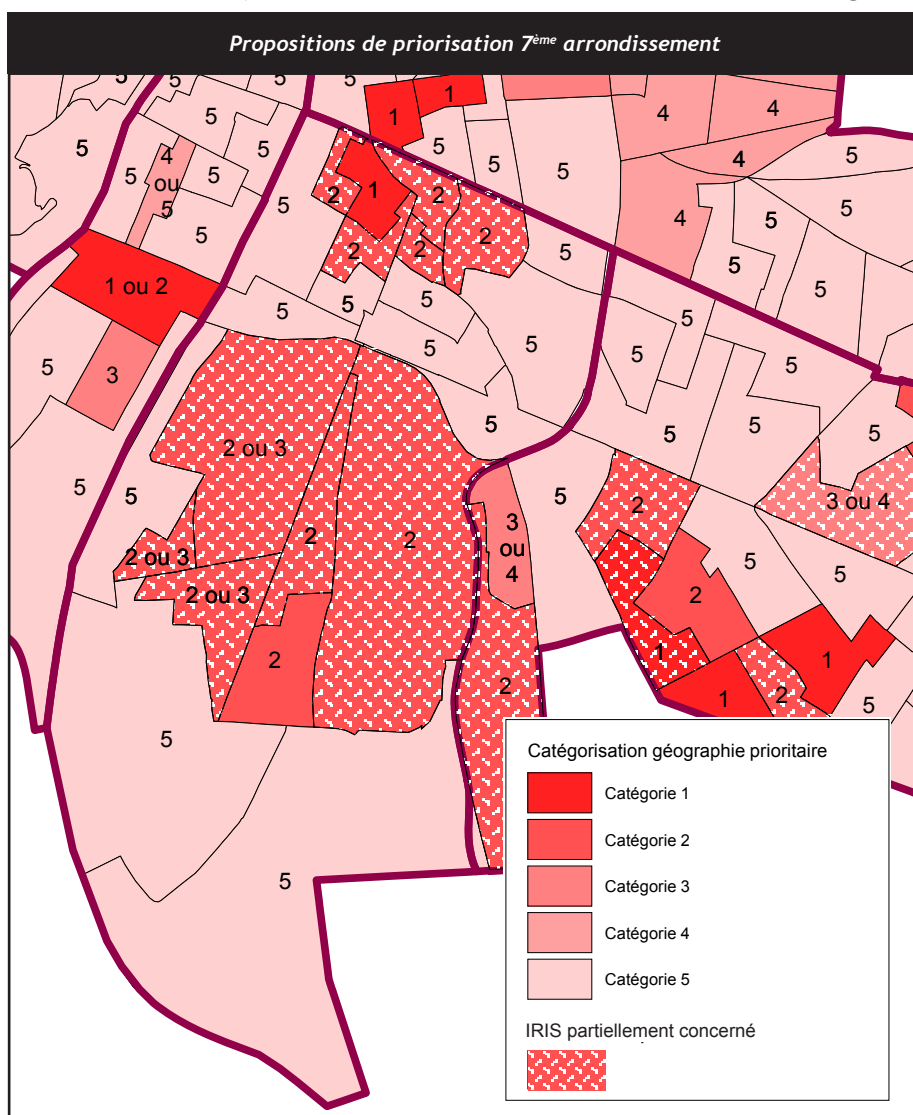 Propositions de priorisation 7ème arrondissement
5 5 5 1 1 4 4
5 5 5 5 5 5 5 4 5
5 4 ou 5 5 1 2 2 2 4 5 5
5 5 2 5 5 5
1 ou 2 5 5 5 5 5 5
5 3 5 5 5 5
2 ou 3 5 5 5 5
5 5 2 2 3 ou 4 5 2 3 ou 4
2 ou 3
2 ou 3 5 5
2 2 1 2 1
5 2 1 2 5
5
Catégorisation géographie prioritaire
Catégorie 1
Catégorie 2
Catégorie 3
Catégorie 4
Catégorie 5
IRIS partiellement concerné